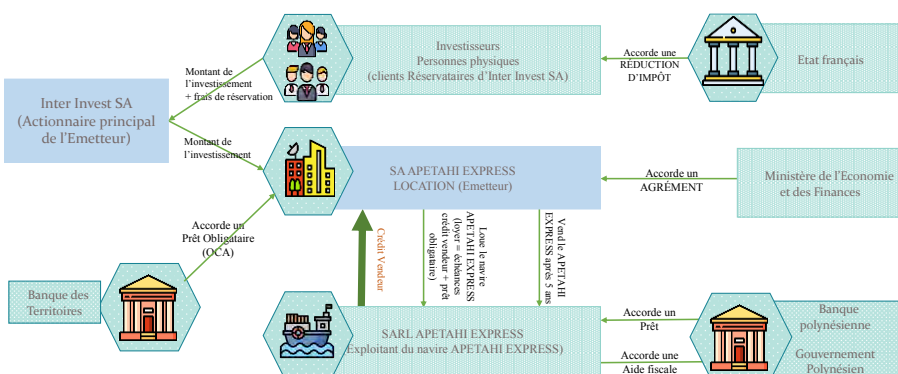 Investisseurs
Personnes physiques
(clients Réservataires d'Inter Invest SA)
Accorde une
RÉDUCTION
D'IMPÔT
Etat français
Montant de
l'investissement
+ frais de réservation
Inter Invest SA
(Actionnaire principal
de l'Emetteur)
Montant de
l'investissement
SA APETAHI EXPRESS
LOCATION (Emetteur)
Accorde un
AGRÉMENT
Ministère de l'Economie
et des Finances
Accorde un
Prêt Obligataire
(OCA)
Crédit Vendeur
Loue le navire
APETAHI EXPRESS
(loyer = échéances
crédit vendeur + prêt
obligataire)
Vend le APETAHI
EXPRESS après 5 ans
Banque des
Territoires
SARL APETAHI EXPRESS
Exploitant du navire APETAHI EXPRESS)
Accorde un
Prêt
Accorde une
Aide fiscale
Banque
polynésienne
Gouvernement
Polynésien